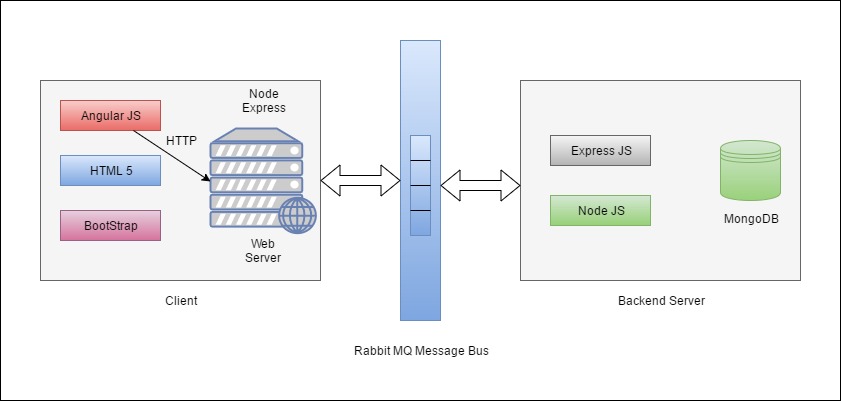 Node
Express
Angular JS
HTTP
HTML 5
BootStrap
Web
Server
Client
Rabbit MQ Message Bus
Express JS
Node JS
MongoDB
Backend Server